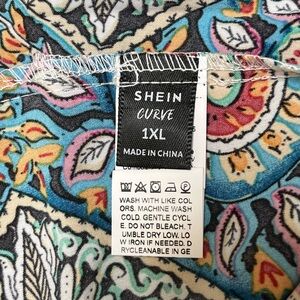 SHEIN
CURVE
1XL
MADE IN CHINA
WASH WITH LIKE COL
ORS. MACHINE WASH
COLD. GENTLE CYCL
E. DO NOT BLEACH. T
UMBLE DRY LOW. LO
W IRON IF NEEDED. D
RYCLEANABLE IN GE